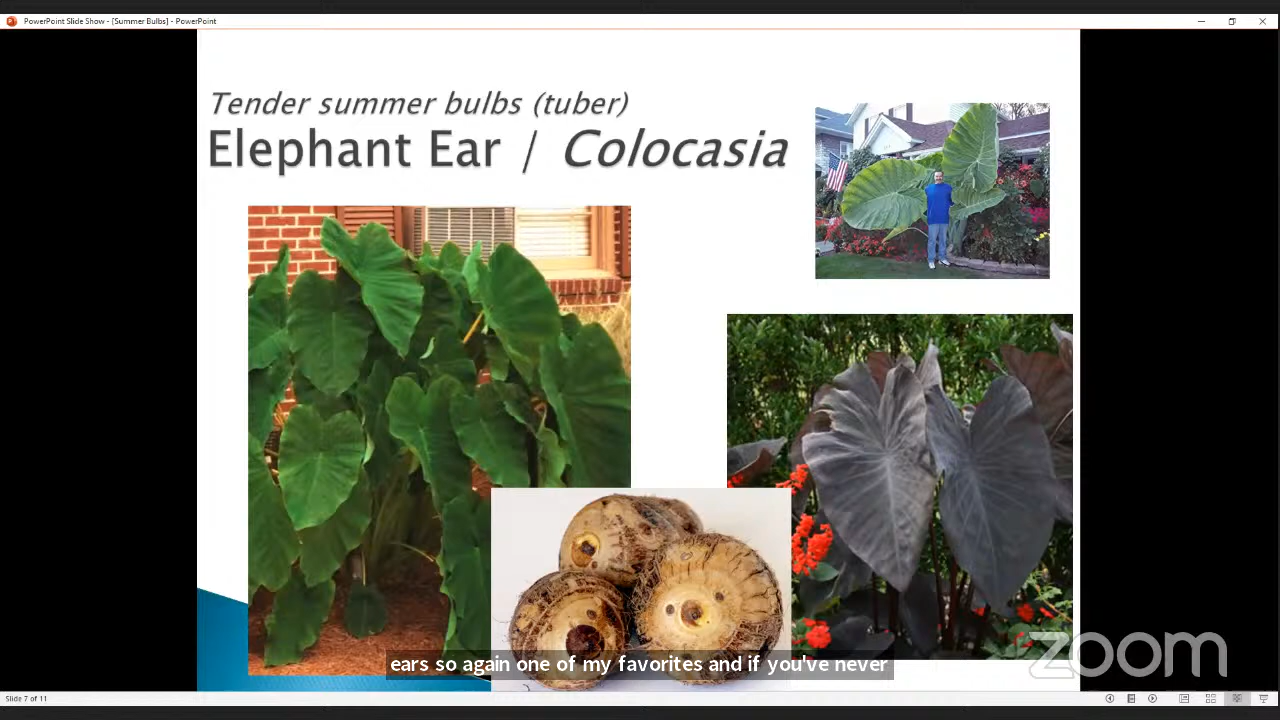 PowerPoint Slide Show - [Summer Bulbs] - PowerPoint
Tender summer bulbs (tuber)
Elephant Ear / Colocasia
ears so again one of my favorites and if you've never
zoom
Slide 7 of 11